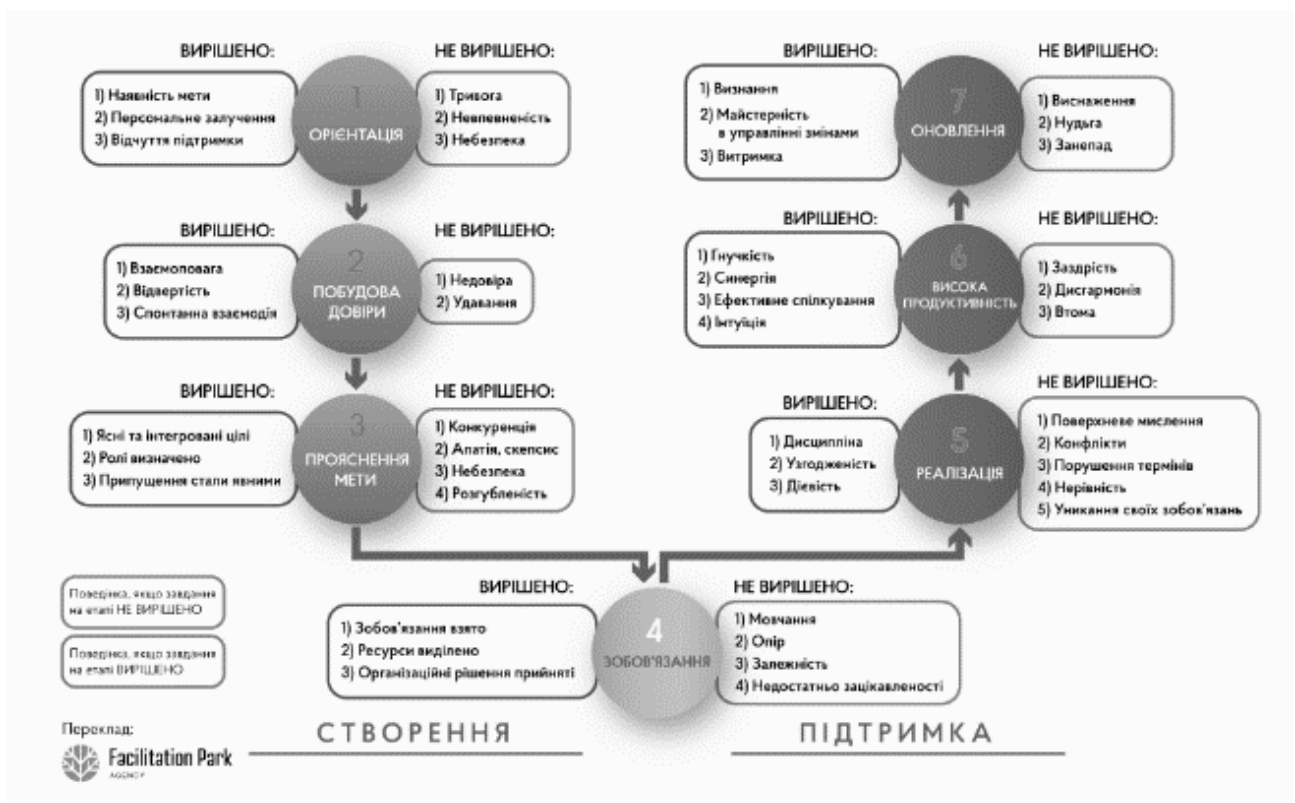 ВИРІШЕНО:
1) Наявність мети
2) Персональне залучення
3) Відчуття підтримки
1
ОРІЄНТАЦІЯ
НЕ ВИРІШЕНО:
1) Тривога
2) Невпевненість
3) Небезпека
ВИРІШЕНО:
1) Взаємоповага
2) Відвертість
3) Спонтанна взаємодія
2
ПОБУДОВА
ДОВІРИ
НЕ ВИРІШЕНО:
1) Недовіра
2) Удавання
ВИРІШЕНО:
1) Ясні та інтегровані цілі
2) Ролі визначено
3) Припущення стали явними
3
ПРОЯСНЕННЯ
МЕТИ
НЕ ВИРІШЕНО:
1) Конкуренція
2) Апатія, скепсис
3) Небезпека
4) Розгубленість
ВИРІШЕНО:
1) Зобов'язання взято
2) Ресурси виділено
3) Організаційні рішення прийняті
4
ЗОБОВ'ЯЗАННЯ
НЕ ВИРІШЕНО:
1) Мовчання
2) Опір
3) Залежність
4) Недостатньо зацікавленості
ВИРІШЕНО:
1) Дисципліна
2) Узгодженість
3) Дієвість
5
РЕАЛІЗАЦІЯ
НЕ ВИРІШЕНО:
1) Поверхневе мислення
2) Конфлікти
3) Порушення термінів
4) Нерівність
5) Уникання своїх зобов'язань
ВИРІШЕНО:
1) Гнучкість
2) Синергія
3) Ефективне спілкування
4) Інтуїція
6
ВИСОКА
ПРОДУКТИВНІСТЬ
НЕ ВИРІШЕНО:
1) Заздрість
2) Дисгармонія
3) Втома
ВИРІШЕНО:
1) Визнання
2) Майстерність
в управлінні змінами
3) Витримка
7
ОНОВЛЕННЯ
НЕ ВИРІШЕНО:
1) Виснаження
2) Нудьга
3) Занепад
Поведінка, якщо завдання
на етапі НЕ ВИРІШЕНО
Поведінка, якщо завдання
на етапі ВИРІШЕНО
Переклад:
Facilitation Park
AGENCY
СТВОРЕННЯ
ПІДТРИМКА